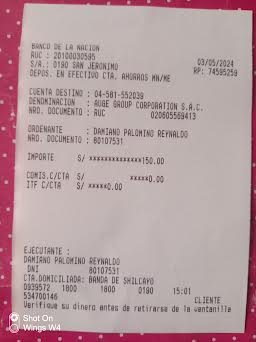 BANCO DE LA NACION
RUC : 20100030595
S/A.: 0190 SAN JERONIMO 03/05/2024
DEPOS. EN EFECTIVO CTA. AHORROS MN/ME RP: 74595259
CUENTA DESTINO : 04-581-552039
DENOMINACION : AUGE GROUP CORPORATION S.A.C.
NRO. DOCUMENTO : RUC 020605569413
ORDENANTE : DAMIANO PALOMINO REYNALDO
NRO. DOCUMENTO : 80107531
IMPORTE S/ **************150.00
COMIS.C/CTA S/ *****0.00
ITF C/CTA S/*****0.00
EJECUTANTE :
DAMIANO PALOMINO REYNALDO
DNI 80107531
CTA.DOMICILIADA: BANDA DE SHILCAYO
0939572 1800 1800 0190 15:01
534700146 CLIENTE
Verifique su dinero antes de retirarse de la ventanilla
Shot On
Wings W4